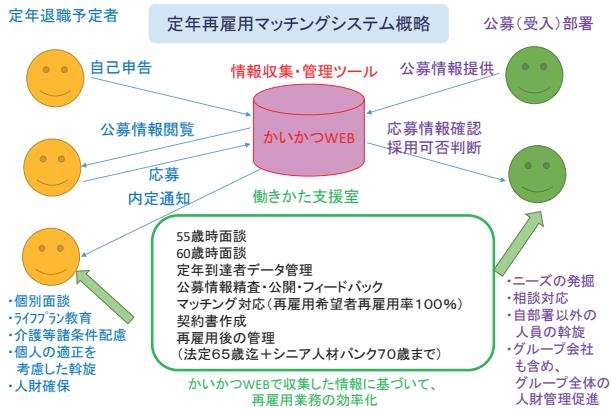 定年退職予定者
定年再雇用マッチングシステム概略
公募（受入）部署
自己申告
情報収集・管理ツール
公募情報提供
かいかつWEB
公募情報閲覧
応募情報確認
採用可否判断
応募
内定通知
働きかた支援室
55歳時面談
60歳時面談
定年到達者データ管理
公募情報精査・公開・フィードバック
マッチング対応（再雇用希望者再雇用率100％）
契約書作成
再雇用後の管理
（法定65歳＋シニア人材バンク70歳まで）
・個別面談
・ライフプラン教育
・介護等諸条件配慮
・個人の適正を
考慮した斡旋
・人財確保
・ニーズの発掘
・相談対応
・自部署以外の
人員の斡旋
・グループ会社
も含め、
グループ全体の
人財管理促進
かいかつWEBで収集した情報に基づいて、
再雇用業務の効率化